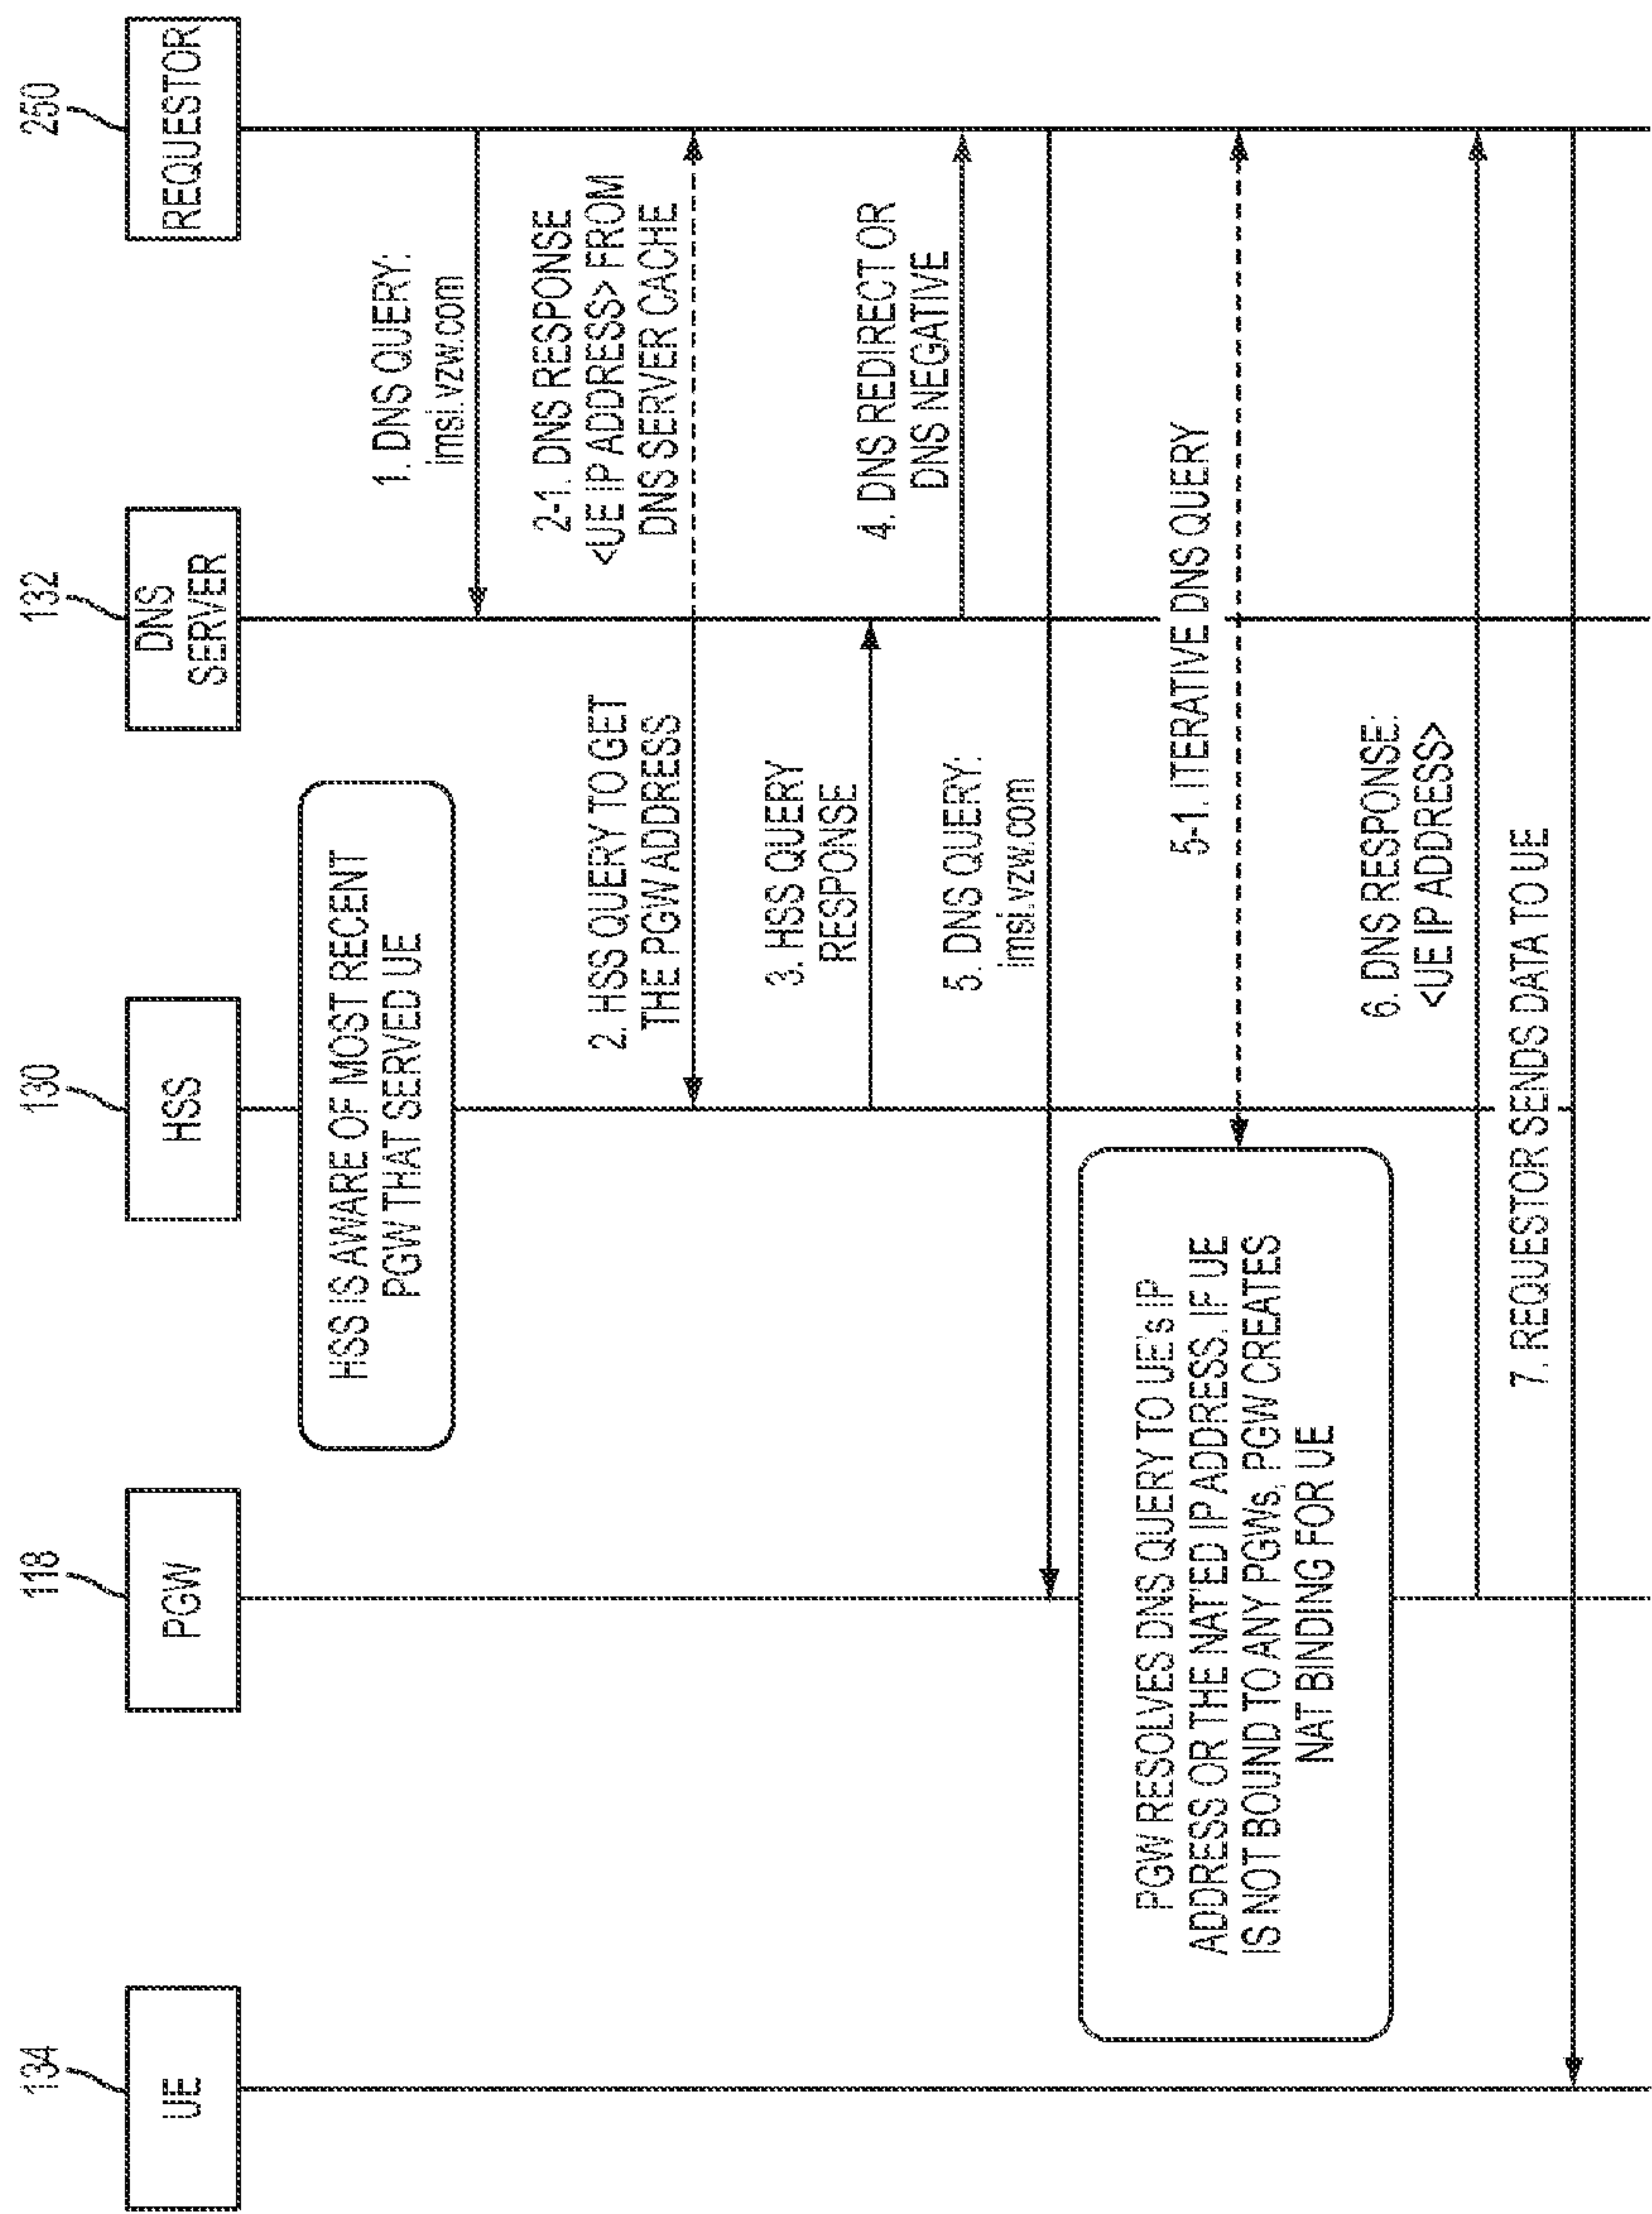 134
UE
118
PGW
130
HSS
132
DNS
SERVER
250
REQUESTOR
HSS IS AWARE OF MOST RECENT
PGW THAT SERVED UE
1. DNS QUERY:
imsi.vzw.com
2. HSS QUERY TO GET
THE PGW ADDRESS
2-1. DNS RESPONSE
<UE IP ADDRESS> FROM
DNS SERVER CACHE
3. HSS QUERY
RESPONSE
4. DNS REDIRECT OR
DNS NEGATIVE
5. DNS QUERY:
imsi.vzw.com
PGW RESOLVES DNS QUERY TO UE's IP
ADDRESS OR THE NAT'ED IP ADDRESS. IF UE
IS NOT BOUND TO ANY PGWs, PGW CREATES
NAT BINDING FOR UE
5-1. ITERATIVE DNS QUERY
6. DNS RESPONSE:
<UE IP ADDRESS>
7. REQUESTOR SENDS DATA TO UE